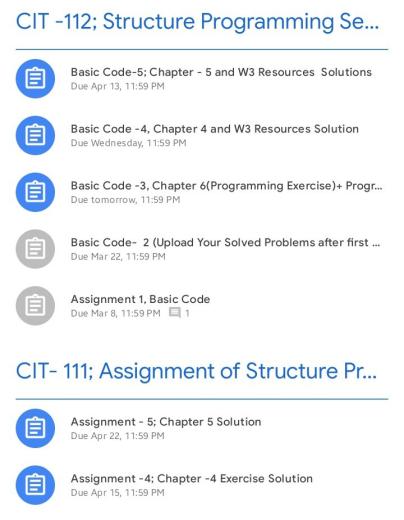 CIT -112; Structure Programming Se...
Basic Code-5; Chapter - 5 and W3 Resources  Solutions
Due Apr 13, 11:59 PM
Basic Code -4, Chapter 4 and W3 Resources Solution
Due Wednesday, 11:59 PM
Basic Code -3, Chapter 6(Programming Exercise)+ Progr...
Due tomorrow, 11:59 PM
Basic Code-  2 (Upload Your Solved Problems after first ...
Due Mar 22, 11:59 PM
Assignment 1, Basic Code
Due Mar 8, 11:59 PM 1
CIT- 111; Assignment of Structure Pr...
Assignment - 5; Chapter 5 Solution
Due Apr 22, 11:59 PM
Assignment -4; Chapter -4 Exercise Solution
Due Apr 15, 11:59 PM